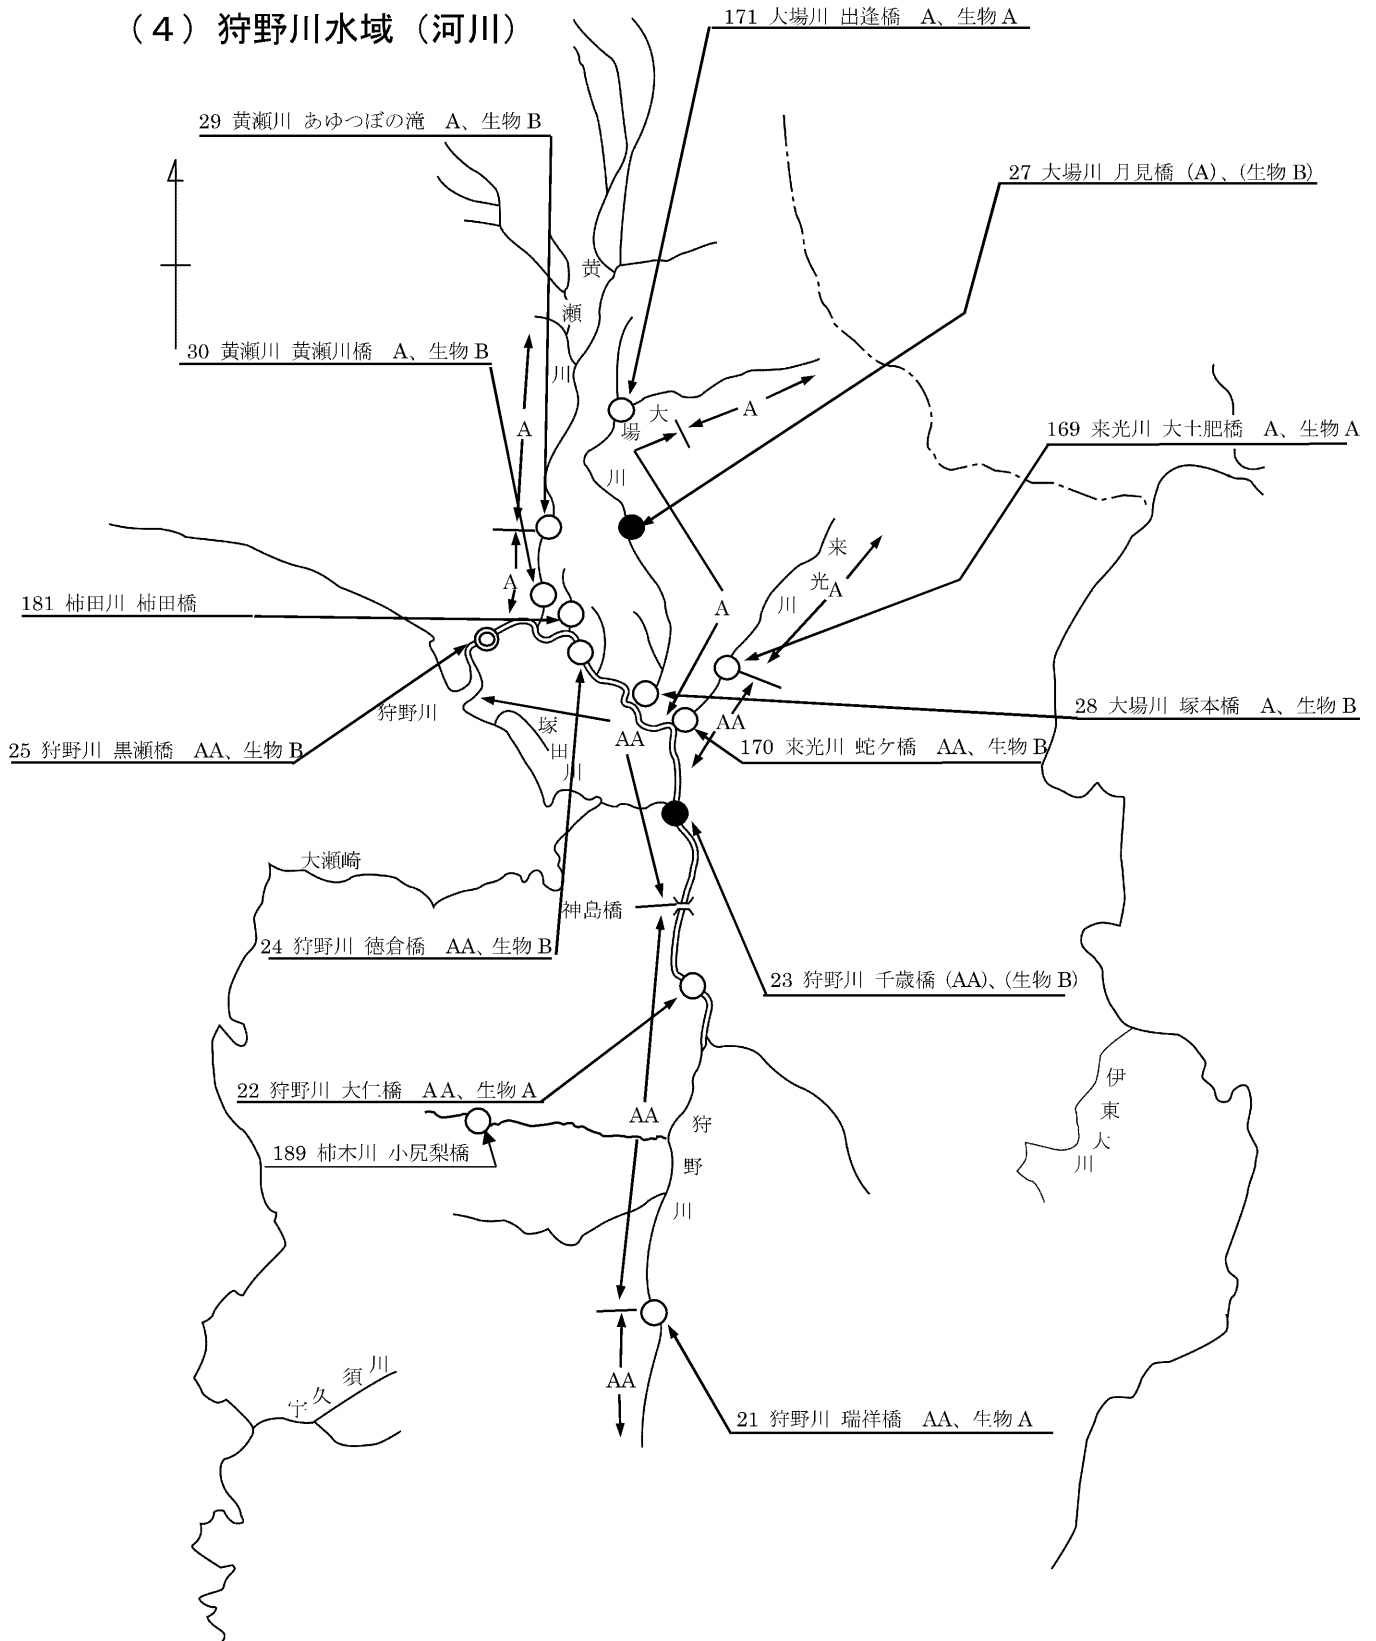 （４）狩野川水域（河川）
171 大場川 出逢橋 A、生物 A
29 黄瀬川 あゆつぼの滝 A、生物 B
27 大場川 月見橋 (A)、(生物 B)
黄瀬川
30 黄瀬川 黄瀬川橋 A、生物 B
A
大場川
A
169 来光川 大土肥橋 A、生物 A
来光川
A
A
A
181 柿田川 柿田橋
28 大場川 塚本橋 A、生物 B
狩野川
塚田川
AA
AA
25 狩野川 黒瀬橋 AA、生物 B
170 来光川 蛇ケ橋 AA、生物 B
大瀬崎
神島橋
24 狩野川 徳倉橋 AA、生物 B
23 狩野川 千歳橋 (AA)、(生物 B)
22 狩野川 大仁橋 AA、生物 A
伊東大川
AA
狩野川
189 柿木川 小尻梨橋
AA
宇久須川
21 狩野川 瑞祥橋 AA、生物 A